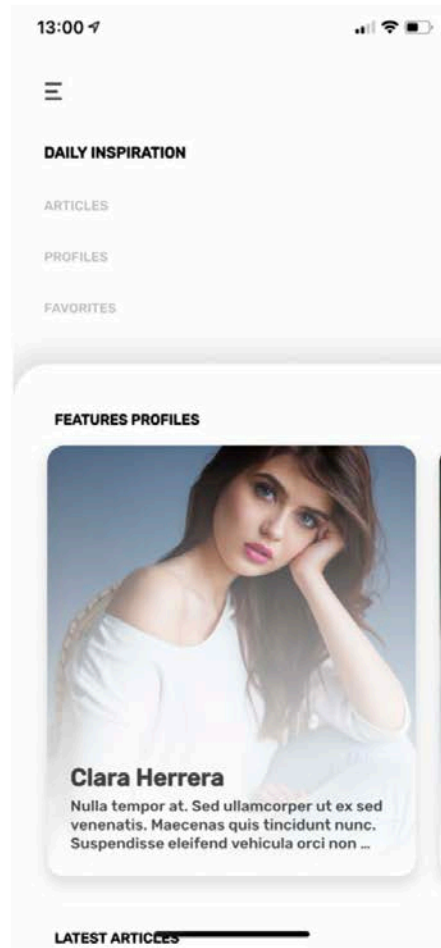 13:00
DAILY INSPIRATION
ARTICLES
PROFILES
FAVORITES
FEATURES PROFILES
Clara Herrera
Nulla tempor at. Sed ullamcorper ut ex sed
venenatis. Maecenas quis tincidunt nunc.
Suspendisse eleifend vehicula orci non ...
LATEST ARTICLES